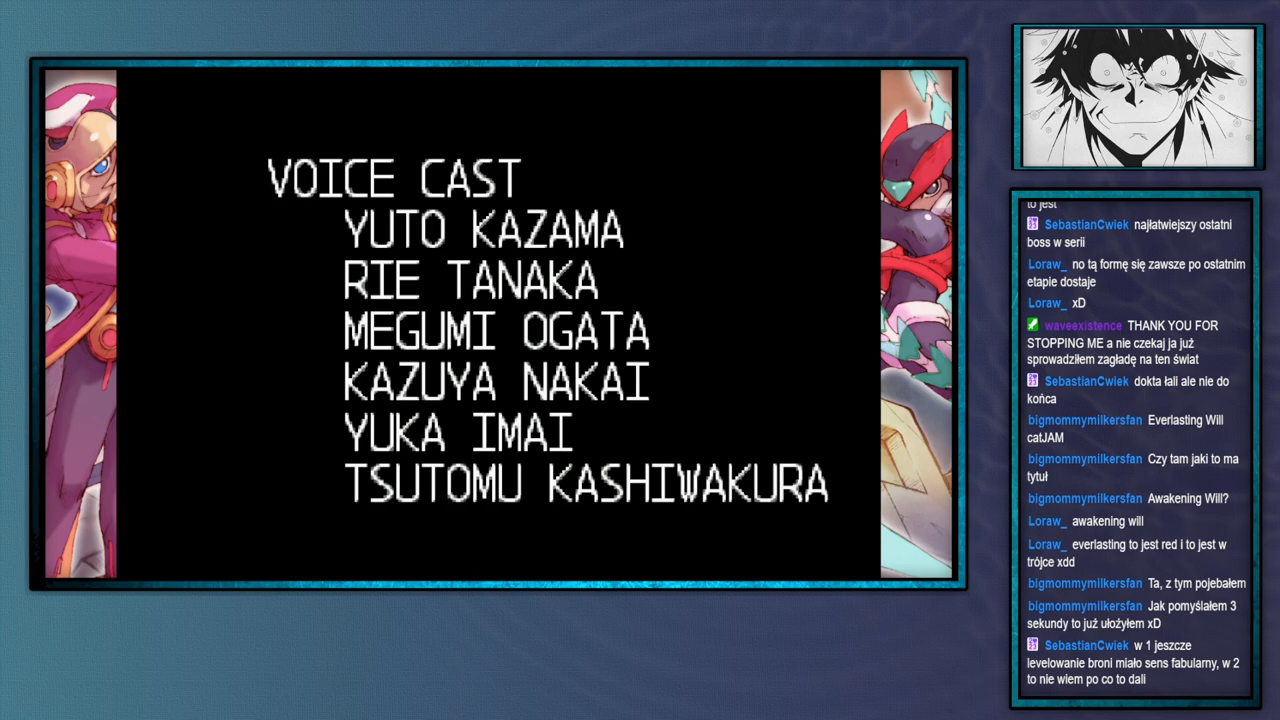 VOICE CAST
YUTO KAZAMA
RIE TANAKA
MEGUMI OGATA
KAZUYA NAKAI
YUKA IMAI
TSUTOMU KASHIWAKURA
to jest
SebastianCwiek najłatwiejszy ostatni
boss w serii
Loraw_ no tą formę się zawsze po ostatnim
etapie dostaje
Loraw_ xD
waveexistence THANK YOU FOR
STOPPING ME a nie czekaj ja już
sprowadziłem zagładę na ten świat
SebastianCwiek dokta łali ale nie do
końca
bigmommymilkersfan Everlasting Will
catJAM
bigmommymilkersfan Czy tam jaki to ma
tytuł
bigmommymilkersfan Awakening Will?
Loraw_ awakening will
Loraw_ everlasting to jest red i to jest w
trójce xdd
bigmommymilkersfan Ta, z tym pojebałem
bigmommymilkersfan Jak pomyślałem 3
sekundy to już ułożyłem xD
SebastianCwiek w 1 jeszcze
levelowanie broni miało sens fabularny, w 2
to nie wiem po co to dali